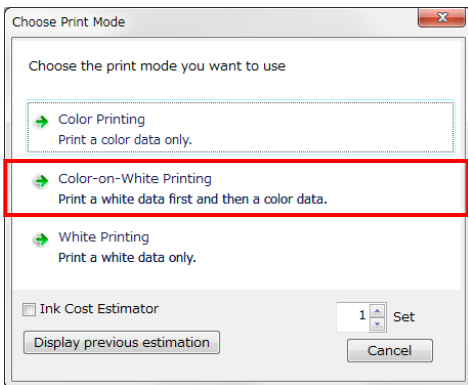 Choose Print Mode
Choose the print mode you want to use
Color Printing
Print a color data only.
Color-on-White Printing
Print a white data first and then a color data.
White Printing
Print a white data only.
Ink Cost Estimator
1 Set
Display previous estimation
Cancel